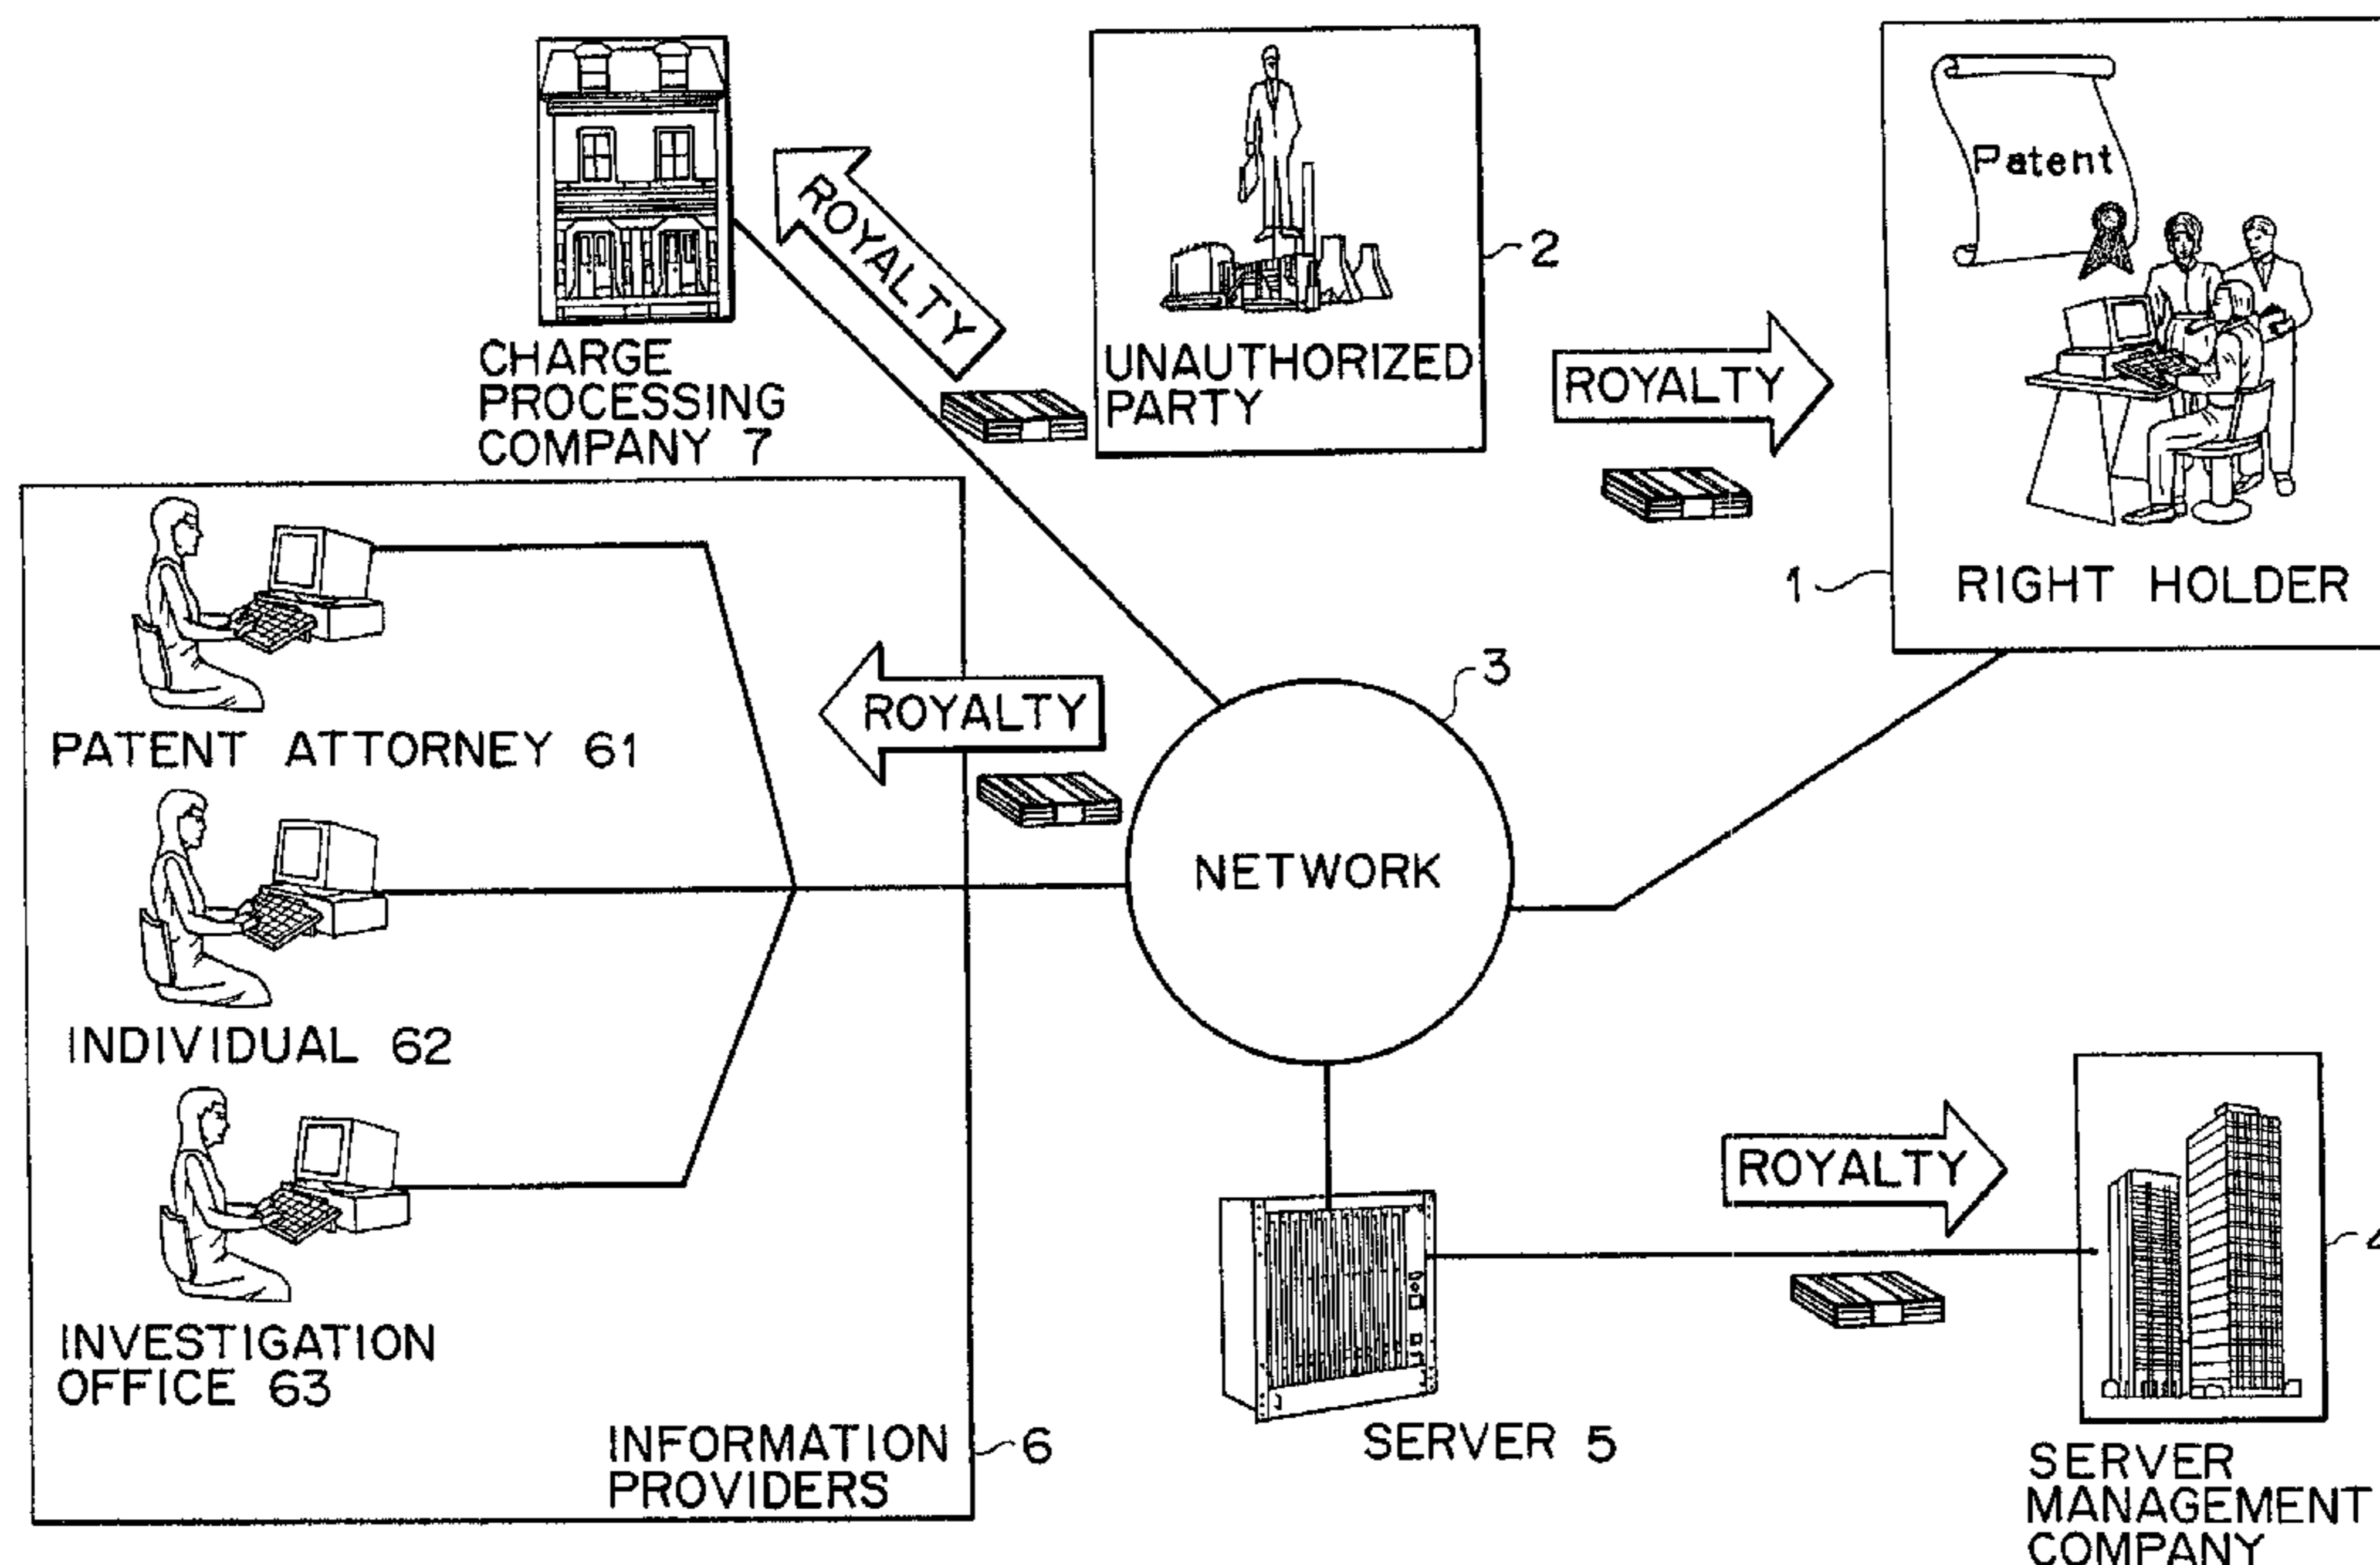 Patent
ROYALTY
2
CHARGE
PROCESSING
COMPANY 7
UNAUTHORIZED
PARTY
ROYALTY
1
RIGHT HOLDER
3
ROYALTY
PATENT ATTORNEY 61
NETWORK
INDIVIDUAL 62
ROYALTY
4
INVESTIGATION
OFFICE 63
INFORMATION
PROVIDERS
6
SERVER 5
SERVER
MANAGEMENT
COMPANY